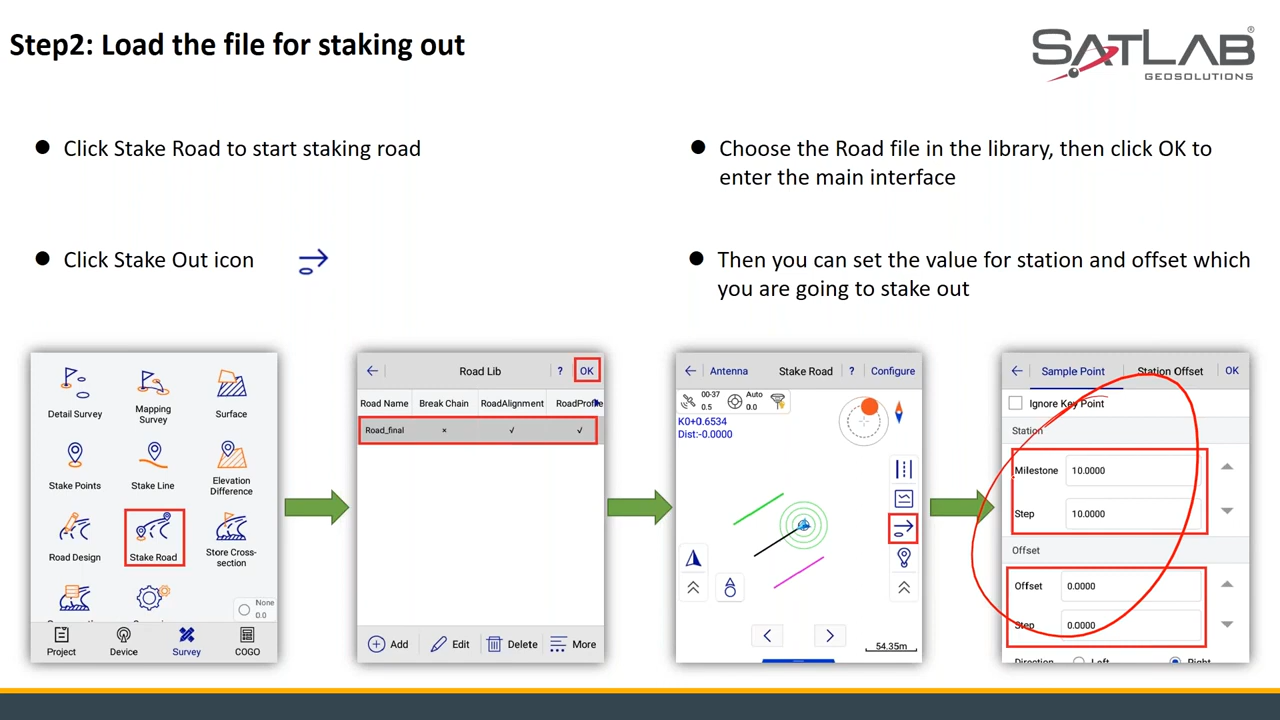 Step2: Load the file for staking out
SATLAB®
GEOSOLUTIONS
● Click Stake Road to start staking road
● Click Stake Out icon
● Choose the Road file in the library, then click OK to
enter the main interface
● Then you can set the value for station and offset which
you are going to stake out
Detail Survey
Mapping
Survey
Surface
Stake Points
Stake Line
Elevation
Difference
Road Design
Stake Road
Store Cross-
section
None
0.0
Project
Device
Survey
COGO
Road Lib
?
OK
Road Name
Break Chain
RoadAlignment
RoadProfile
Road_final
×
√
√
Add
Edit
Delete
More
Antenna
Stake Road
?
Configure
00-37
0.5
Auto
0.0
K0+0.6534
Dist:-0.0000
54.35m
Sample Point
Station Offset
OK
Ignore Key Point
Station
Milestone
10.0000
Step
10.0000
Offset
Offset
0.0000
Step
0.0000
Direction
Left
Right